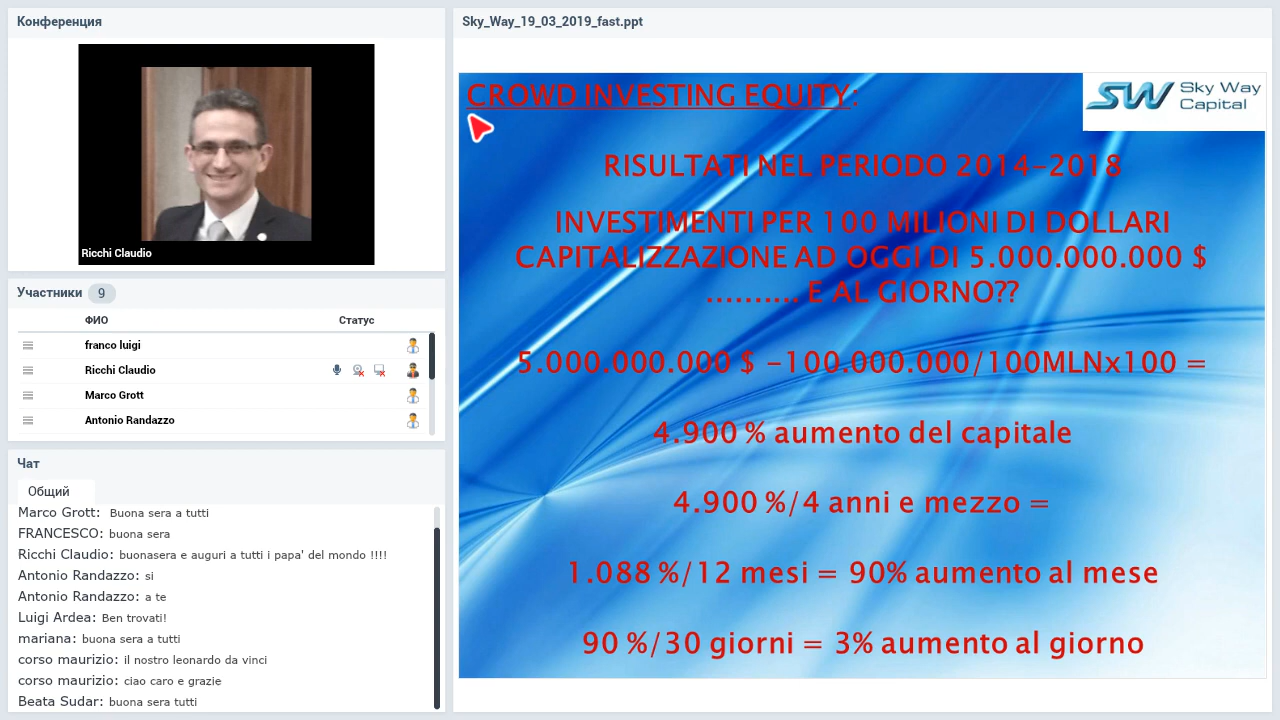 Конференция
Ricchi Claudio
Участники 9
ФИО Статус
franco luigi
Ricchi Claudio
Marco Grott
Antonio Randazzo
Чат
Общий
Marco Grott: Buona sera a tutti
FRANCESCO: buona sera
Ricchi Claudio: buonasera e auguri a tutti i papa' del mondo !!!!
Antonio Randazzo: si
Antonio Randazzo: a te
Luigi Ardea: Ben trovati!
mariana: buona sera a tutti
corso maurizio: il nostro leonardo da vinci
corso maurizio: ciao caro e grazie
Beata Sudar: buona sera tutti
Sky_Way_19_03_2019_fast.ppt
CROWD INVESTING EQUITY:
SW Sky Way
Capital
RISULTATI NEL PERIODO 2014-2018
INVESTIMENTI PER 100 MILIONI DI DOLLARI
CAPITALIZZAZIONE AD OGGI DI 5.000.000.000 $
.......... E AL GIORNO??
5.000.000.000 $ -100.000.000/100MLNx100 =
4.900 % aumento del capitale
4.900 %/4 anni e mezzo =
1.088 %/12 mesi = 90% aumento al mese
90 %/30 giorni = 3% aumento al giorno